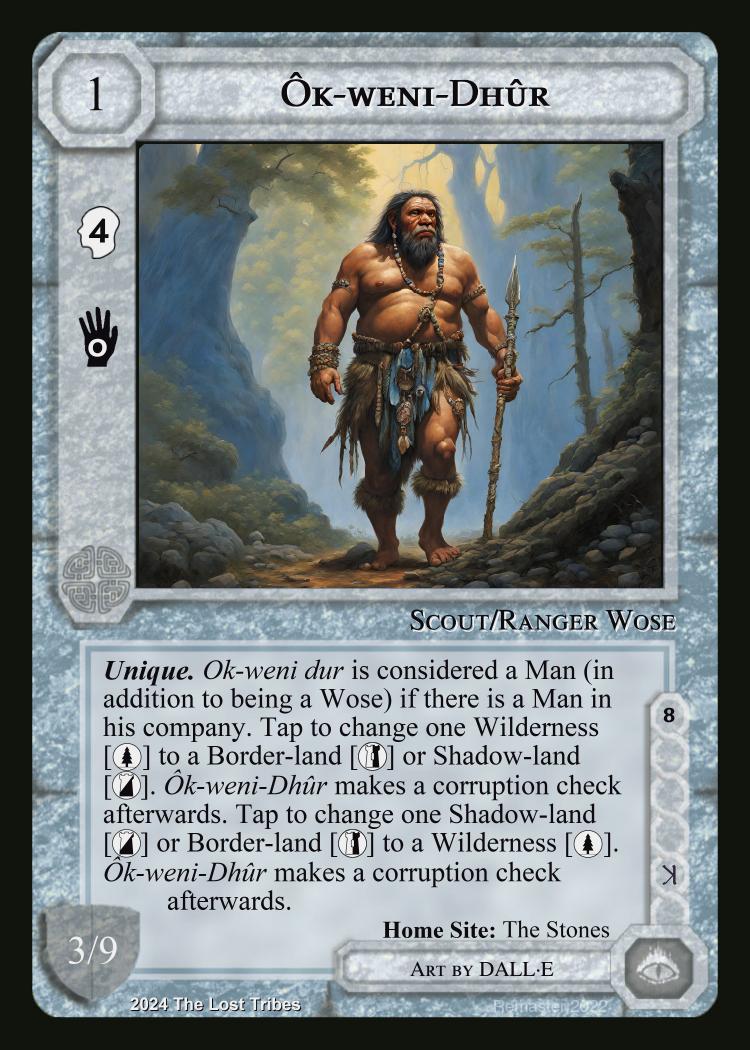 1
Ôk-weni-Dhûr
4
0
Scout/Ranger Wose
Unique. Ok-weni dur is considered a Man (in
addition to being a Wose) if there is a Man in
his company. Tap to change one Wilderness
[] to a Border-land [] or Shadow-land
[]. Ôk-weni-Dhûr makes a corruption check
afterwards. Tap to change one Shadow-land
[] or Border-land [] to a Wilderness [].
Ôk-weni-Dhûr makes a corruption check
afterwards.
8
Home Site: The Stones
3/9
Art by DALL·E
2024 The Lost Tribes
Remaster 2022